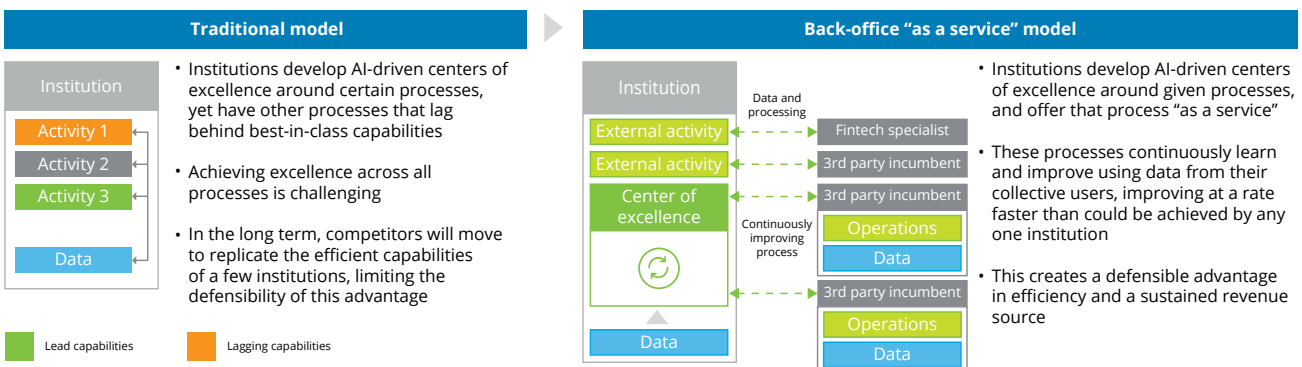 Traditional model
Institution
Activity 1
Activity 2
Activity 3
Data
• Institutions develop AI-driven centers of
excellence around certain processes,
yet have other processes that lag
behind best-in-class capabilities
• Achieving excellence across all
processes is challenging
• In the long term, competitors will move
to replicate the efficient capabilities
of a few institutions, limiting the
defensibility of this advantage
Lead capabilities
Lagging capabilities
Back-office “as a service” model
Institution
External activity
External activity
Center of
excellence
Data
Data and
processing
Continuously
improving
process
Fintech specialist
3rd party incumbent
3rd party incumbent
Operations
Data
3rd party incumbent
Operations
Data
• Institutions develop AI-driven centers
of excellence around given processes,
and offer that process “as a service”
• These processes continuously learn
and improve using data from their
collective users, improving at a rate
faster than could be achieved by any
one institution
• This creates a defensible advantage
in efficiency and a sustained revenue
source